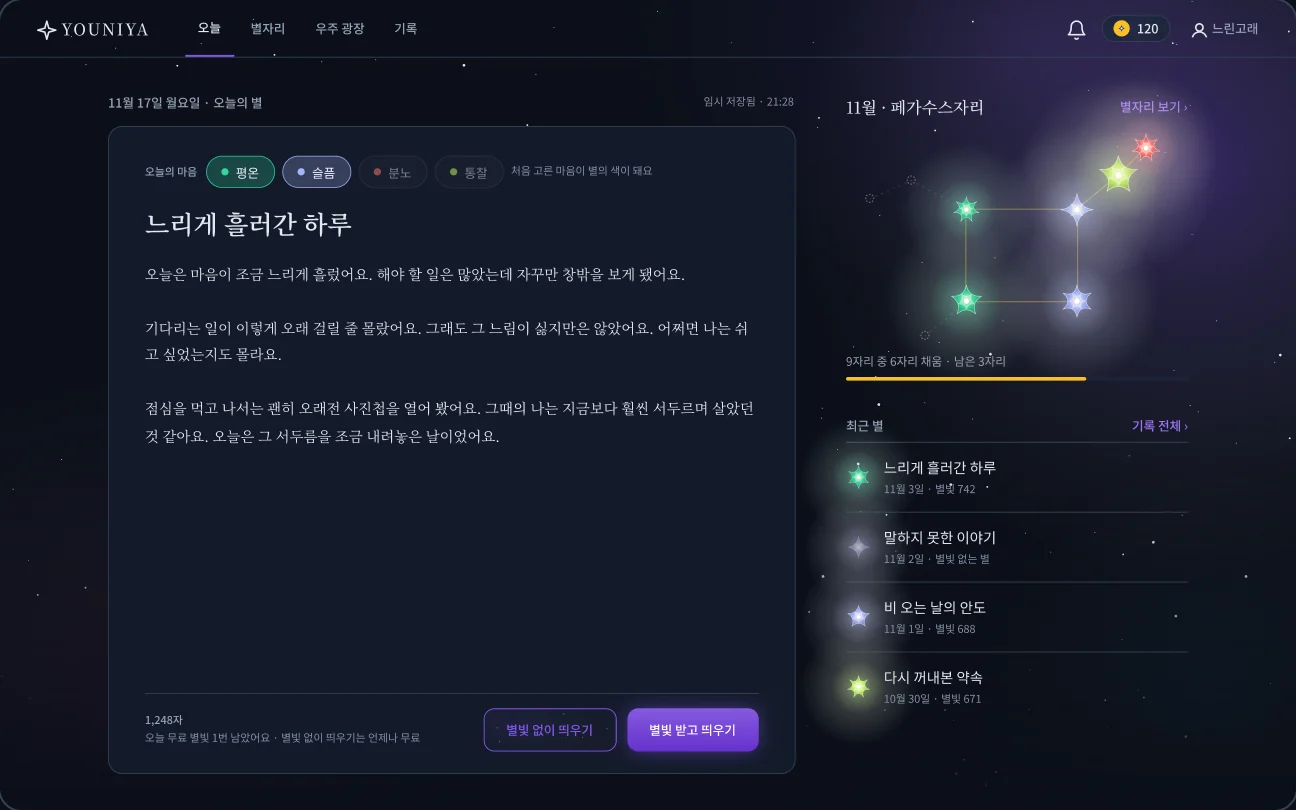 YOUNIYA
오늘
별자리
우주 광장
기록
120
느린고래
11월 17일 월요일 · 오늘의 별
임시 저장됨 · 21:28
오늘의 마음
평온
슬픔
분노
통찰
처음 고른 마음이 별의 색이 돼요
느리게 흘러간 하루
오늘은 마음이 조금 느리게 흘렀어요. 해야 할 일은 많았는데 자꾸만 창밖을 보게 됐어요.
기다리는 일이 이렇게 오래 걸릴 줄 몰랐어요. 그래도 그 느림이 싫지만은 않았어요. 어쩌면 나는 쉬
고 싶었는지도 몰라요.
점심을 먹고 나서는 괜히 오래전 사진첩을 열어 봤어요. 그때의 나는 지금보다 훨씬 서두르며 살았던
것 같아요. 오늘은 그 서두름을 조금 내려놓은 날이었어요.
1,248자
오늘 무료 별빛 1번 남았어요 · 별빛 없이 띄우기는 언제나 무료
별빛 없이 띄우기
별빛 받고 띄우기
11월 · 페가수스자리
별자리 보기 ›
9자리 중 6자리 채움 · 남은 3자리
최근 별
기록 전체 ›
느리게 흘러간 하루
11월 3일 · 별빛 742
말하지 못한 이야기
11월 2일 · 별빛 없는 별
비 오는 날의 안도
11월 1일 · 별빛 688
다시 꺼내본 약속
10월 30일 · 별빛 671